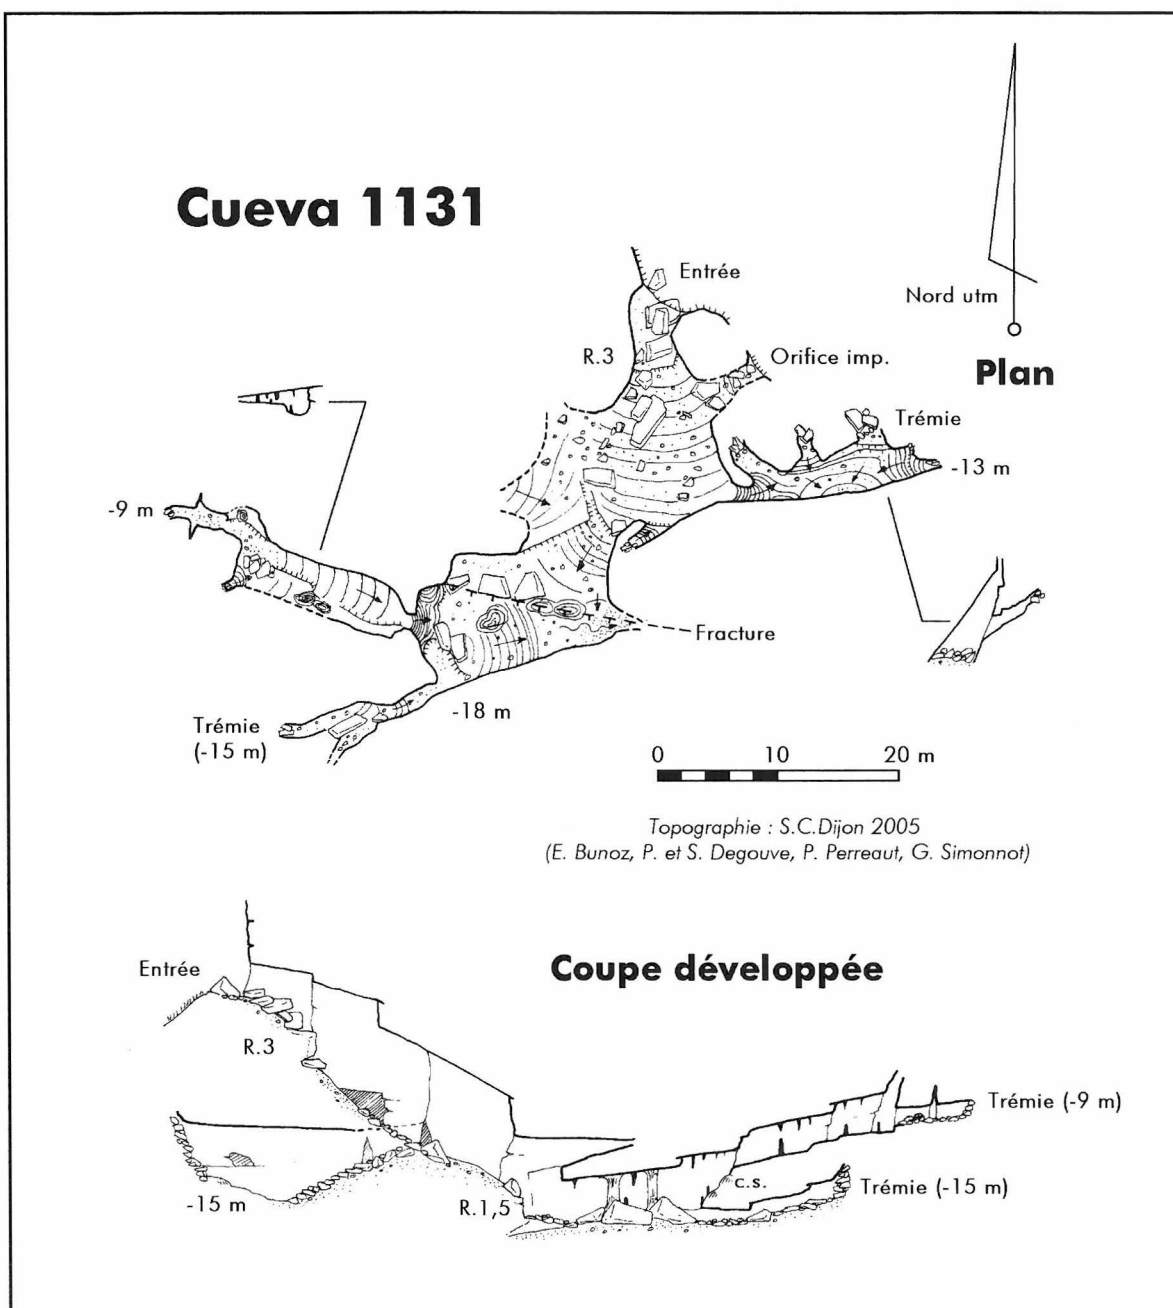 Cueva 1131
Entrée
Nord utm
R.3
Orifice imp.
Plan
Trémie
-13 m
-9 m
Fracture
-18 m
Trémie
(-15 m)
0 10 20 m
Topographie : S.C.Dijon 2005
(E. Bunoz, P. et S. Degouve, P. Perreaut, G. Simonnot)
Coupe développée
Entrée
R.3
Trémie (-9 m)
c.s.
Trémie (-15 m)
-15 m
R.1,5